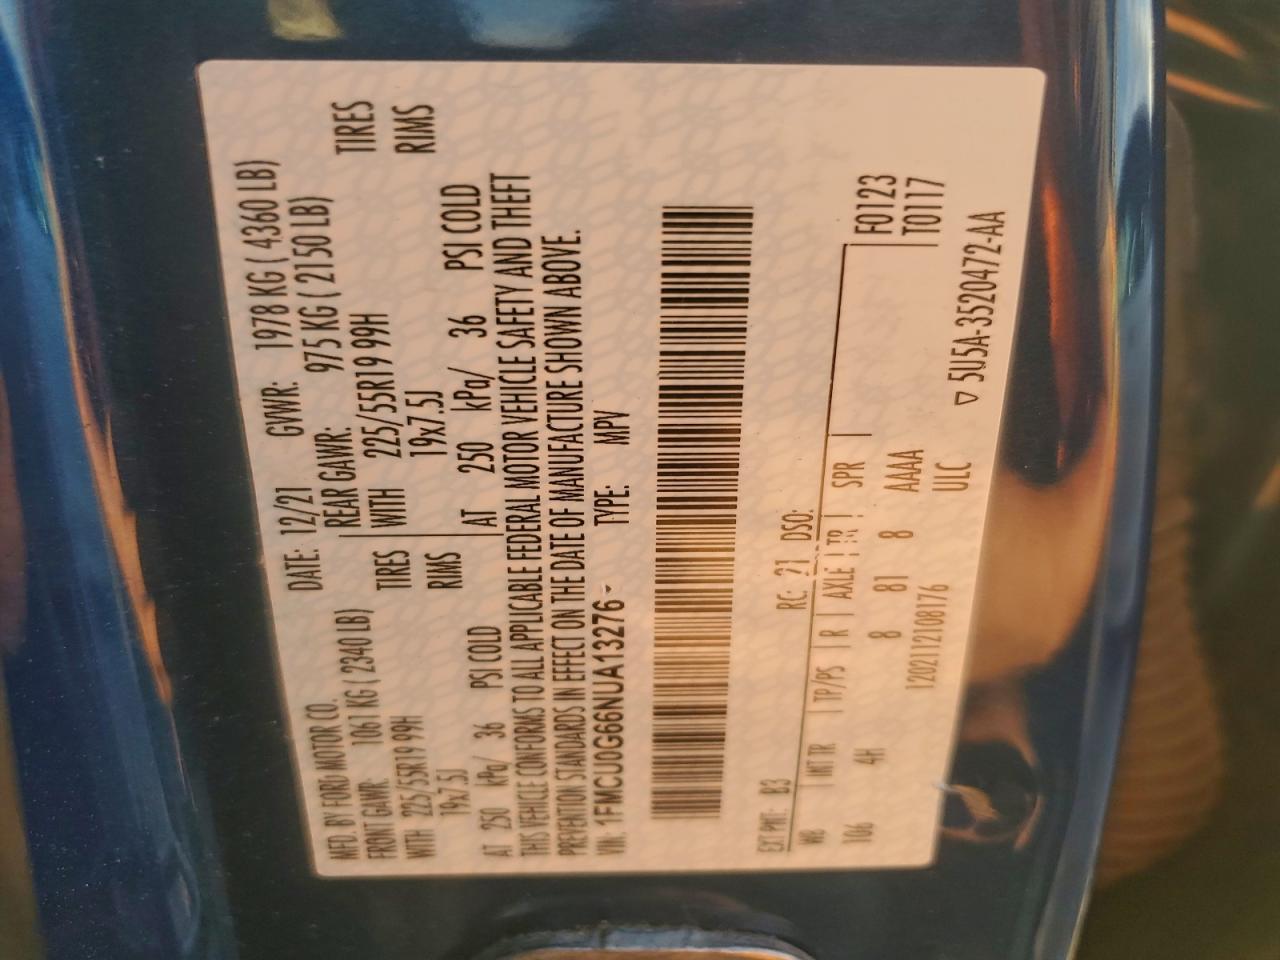 MFD. BY FORD MOTOR CO.
DATE: 12/21 GVWR: 1978 KG ( 4360 LB)
FRONT GAWR: 1061 KG ( 2340 LB) REAR GAWR: 975 KG ( 2150 LB)
WITH 225/55R19 99H TIRES WITH 225/55R19 99H TIRES
19x7.5J RIMS 19x7.5J RIMS
AT 250 kPa/ 36 PSI COLD AT 250 kPa/ 36 PSI COLD
THIS VEHICLE CONFORMS TO ALL APPLICABLE FEDERAL MOTOR VEHICLE SAFETY AND THEFT
PREVENTION STANDARDS IN EFFECT ON THE DATE OF MANUFACTURE SHOWN ABOVE.
VIN: 1FMCU0G66NUA13276 TYPE: MPV
EXT PNT: B3 RC: 21 DSO:
WB INT TR TP/PS R AXLE TR SPR F0123
106 4H 8 81 8 AAAA T0117
1202112108176 ULC
▽ 5U5A-3520472-AA